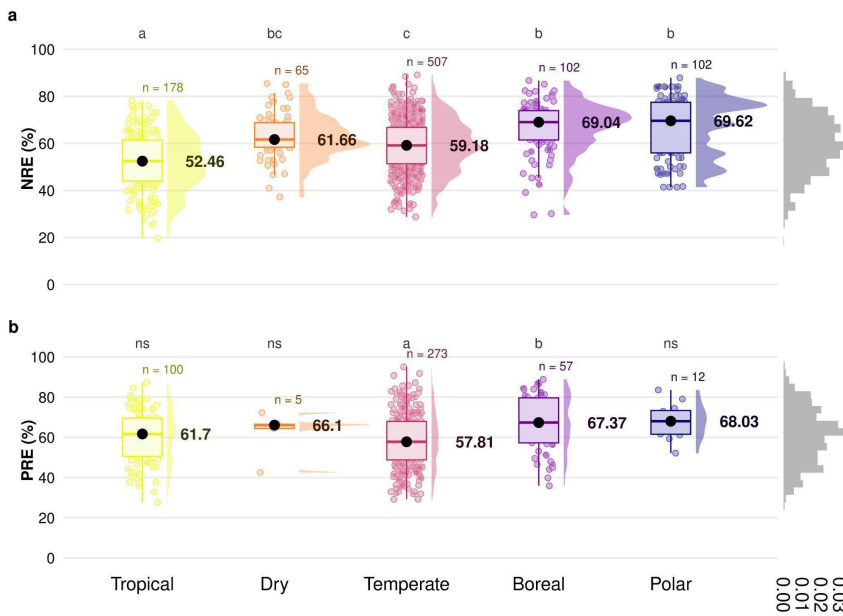 a
a bc c b b
n = 178 n = 65 n = 507 n = 102 n = 102
100
80
60
40
20
0
NRE (%)
52.46 61.66 59.18 69.04 69.62
b
ns ns a b ns
n = 100 n = 5 n = 273 n = 57 n = 12
100
80
60
40
20
0
PRE (%)
61.7 66.1 57.81 67.37 68.03
Tropical Dry Temperate Boreal Polar
0.00
0.01
0.02
0.03